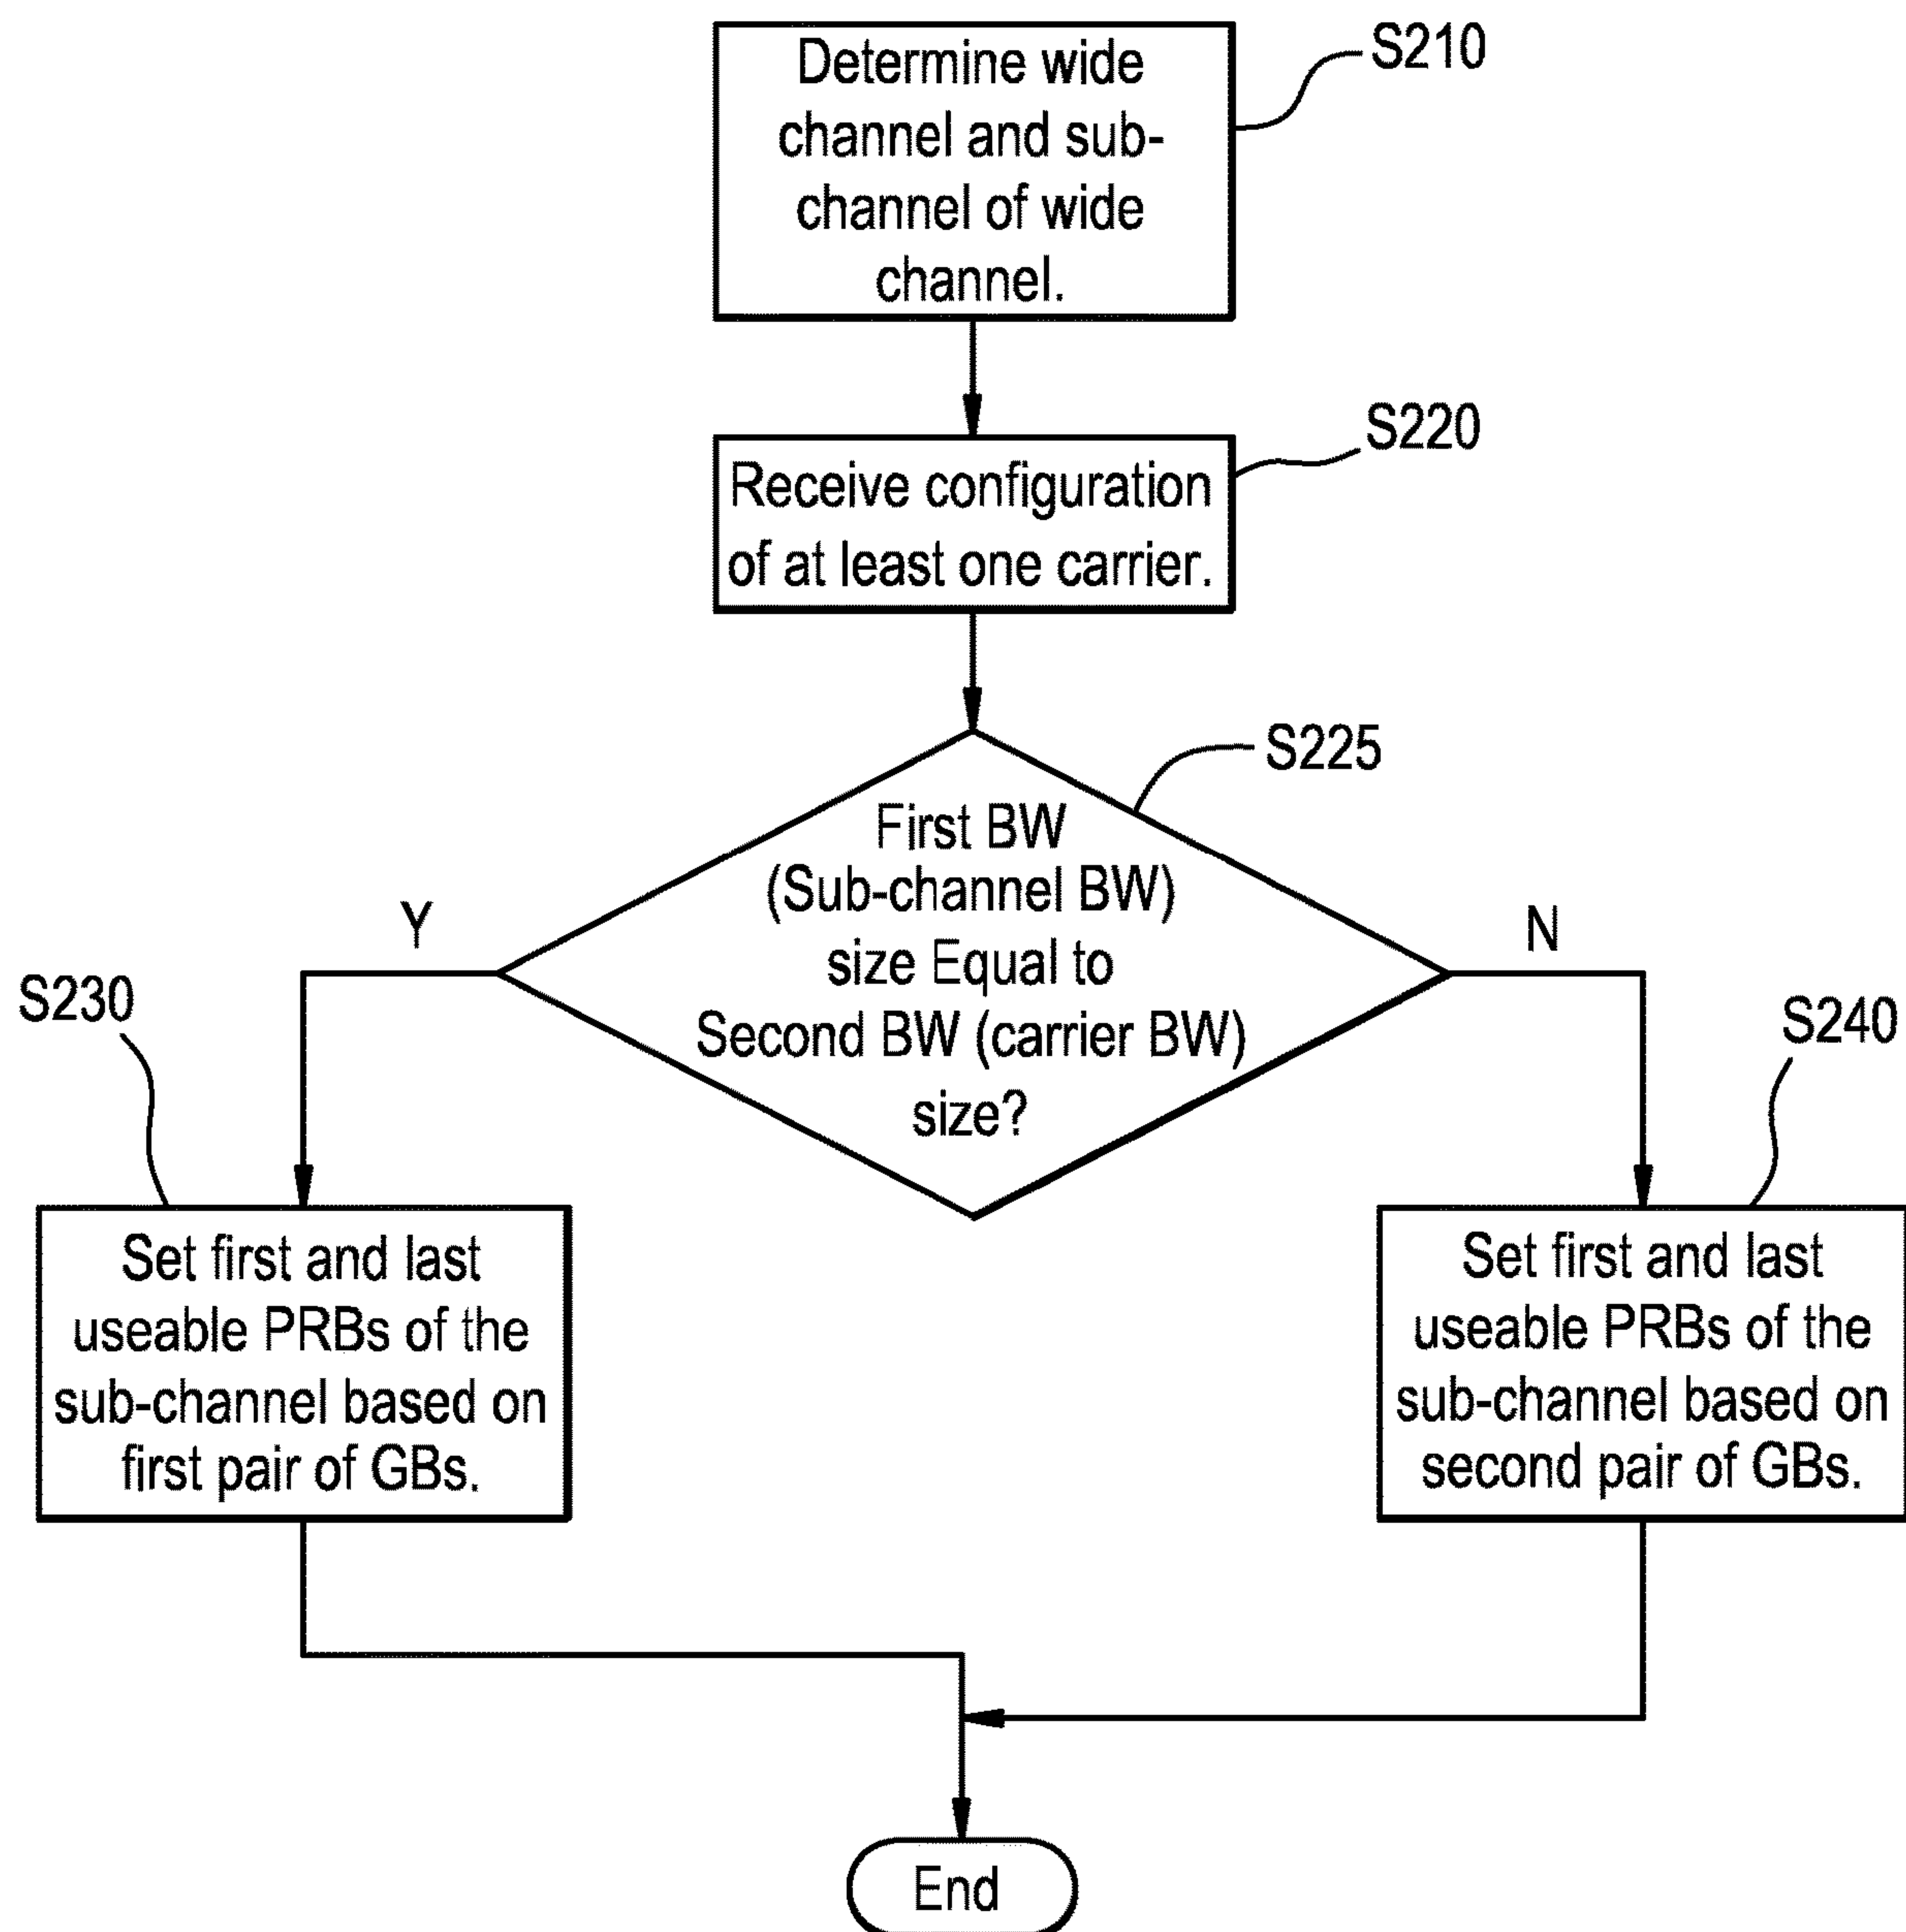 Determine wide
channel and sub-
channel of wide
channel.
S210
Receive configuration
of at least one carrier.
S220
First BW
(Sub-channel BW)
size Equal to
Second BW (carrier BW)
size?
S225
Y
N
S230
Set first and last
useable PRBs of the
sub-channel based on
first pair of GBs.
S240
Set first and last
useable PRBs of the
sub-channel based on
second pair of GBs.
End